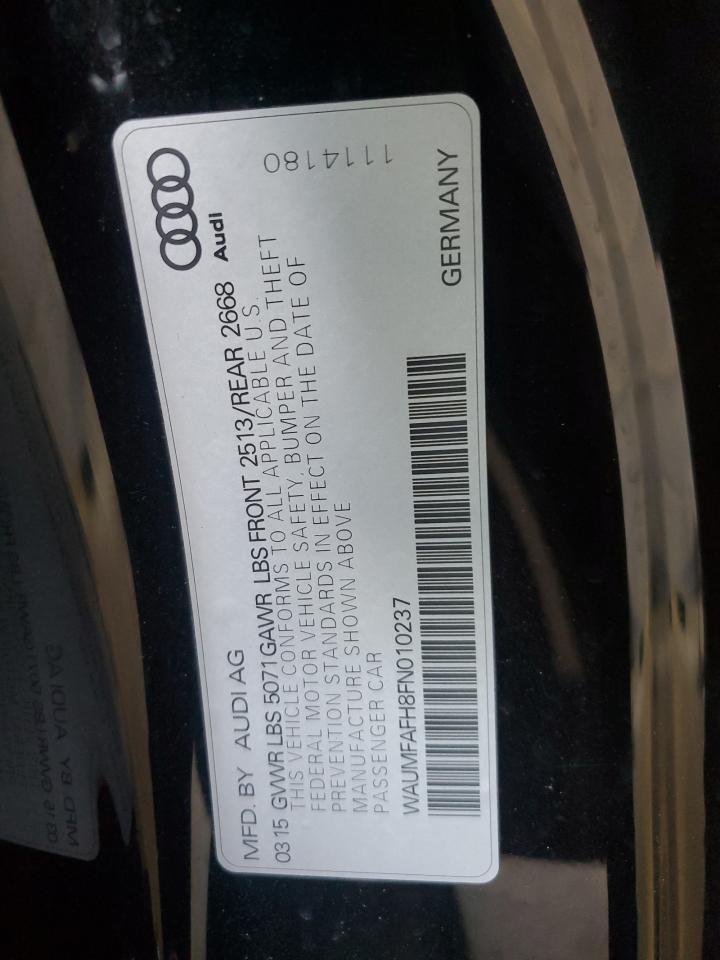 MFD. BY AUDI AG
Audi
03 15 GVWR LBS 5071 GAWR LBS FRONT 2513/REAR 2668
THIS VEHICLE CONFORMS TO ALL APPLICABLE U.S.
FEDERAL MOTOR VEHICLE SAFETY, BUMPER AND THEFT
PREVENTION STANDARDS IN EFFECT ON THE DATE OF
MANUFACTURE SHOWN ABOVE
PASSENGER CAR
1114180
WAUMFAFH8FN010237
GERMANY